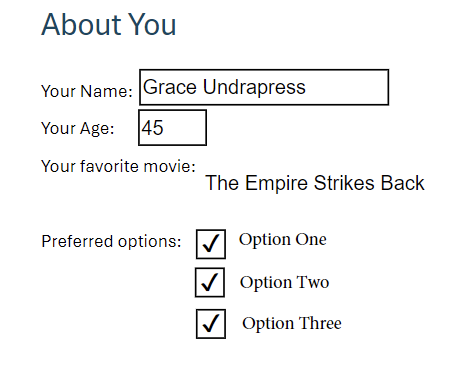 About You
Your Name: Grace Undrapress
Your Age: 45
Your favorite movie: The Empire Strikes Back
Preferred options: ✓ Option One
✓ Option Two
✓ Option Three